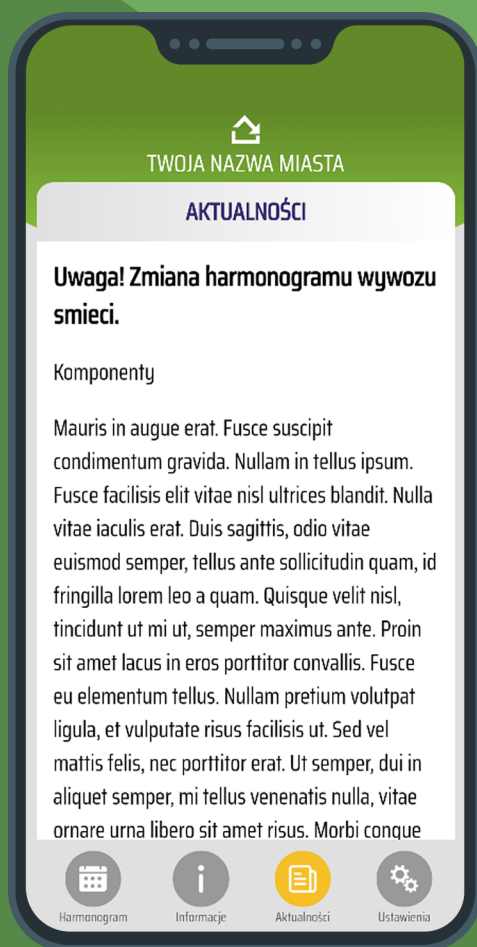 TWOJA NAZWA MIASTA
AKTUALNOŚCI
Uwaga! Zmiana harmonogramu wywozu
smieci.
Komponenty
Mauris in augue erat. Fusce suscipit
condimentum gravida. Nullam in tellus ipsum.
Fusce facilisis elit vitae nisl ultrices blandit. Nulla
vitae iaculis erat. Duis sagittis, odio vitae
euismod semper, tellus ante sollicitudin quam, id
fringilla lorem leo a quam. Quisque velit nisl,
tincidunt ut mi ut, semper maximus ante. Proin
sit amet lacus in eros porttitor convallis. Fusce
eu elementum tellus. Nullam pretium volutpat
ligula, et vulputate risus facilisis ut. Sed vel
mattis felis, nec porttitor erat. Ut semper, dui in
aliquet semper, mi tellus venenatis nulla, vitae
ornare urna libero sit amet risus. Morbi congue
Harmonogram
Informacje
Aktualności
Ustawienia